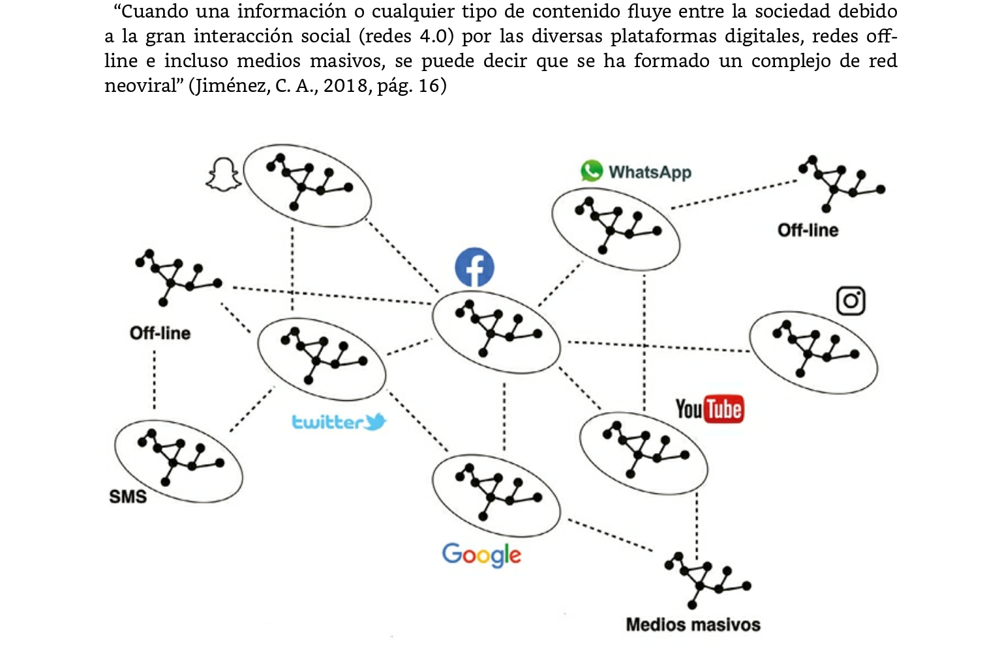 “Cuando una información o cualquier tipo de contenido fluye entre la sociedad debido
a la gran interacción social (redes 4.0) por las diversas plataformas digitales, redes off-
line e incluso medios masivos, se puede decir que se ha formado un complejo de red
neoviral” (Jiménez, C. A., 2018, pág. 16)
WhatsApp
Off-line
Off-line
YouTube
twitter
SMS
Google
Medios masivos